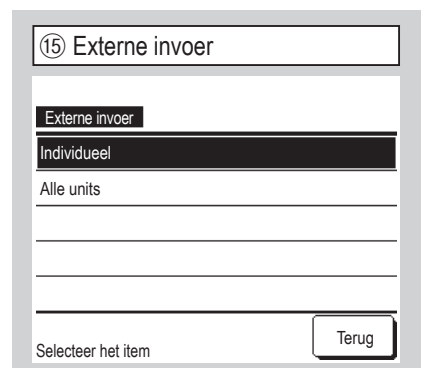 ⑮ Externe invoer
Externe invoer
Individueel
Alle units
Selecteer het item
Terug